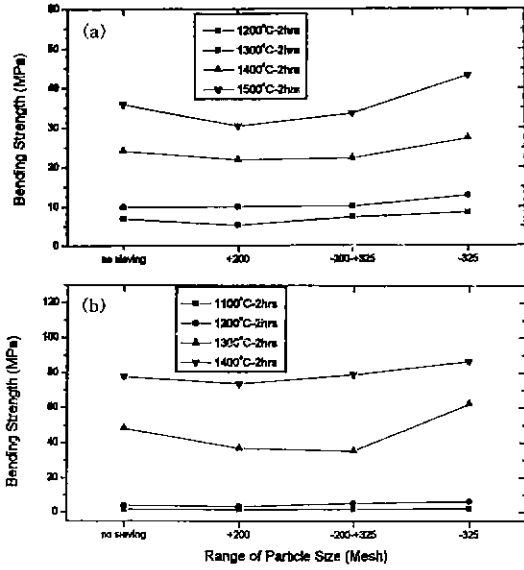 (a)
1200°C-2hrs
1300°C-2hrs
1400°C-2hrs
1500°C-2hrs
Bending Strength (MPa)
60
50
40
30
20
10
0
no sieving
+200
-200-+325
-325
(b)
1100°C-2hrs
1200°C-2hrs
1300°C-2hrs
1400°C-2hrs
Bending Strength (MPa)
120
100
80
60
40
20
0
no sieving
+200
-200-+325
-325
Range of Particle Size (Mesh)